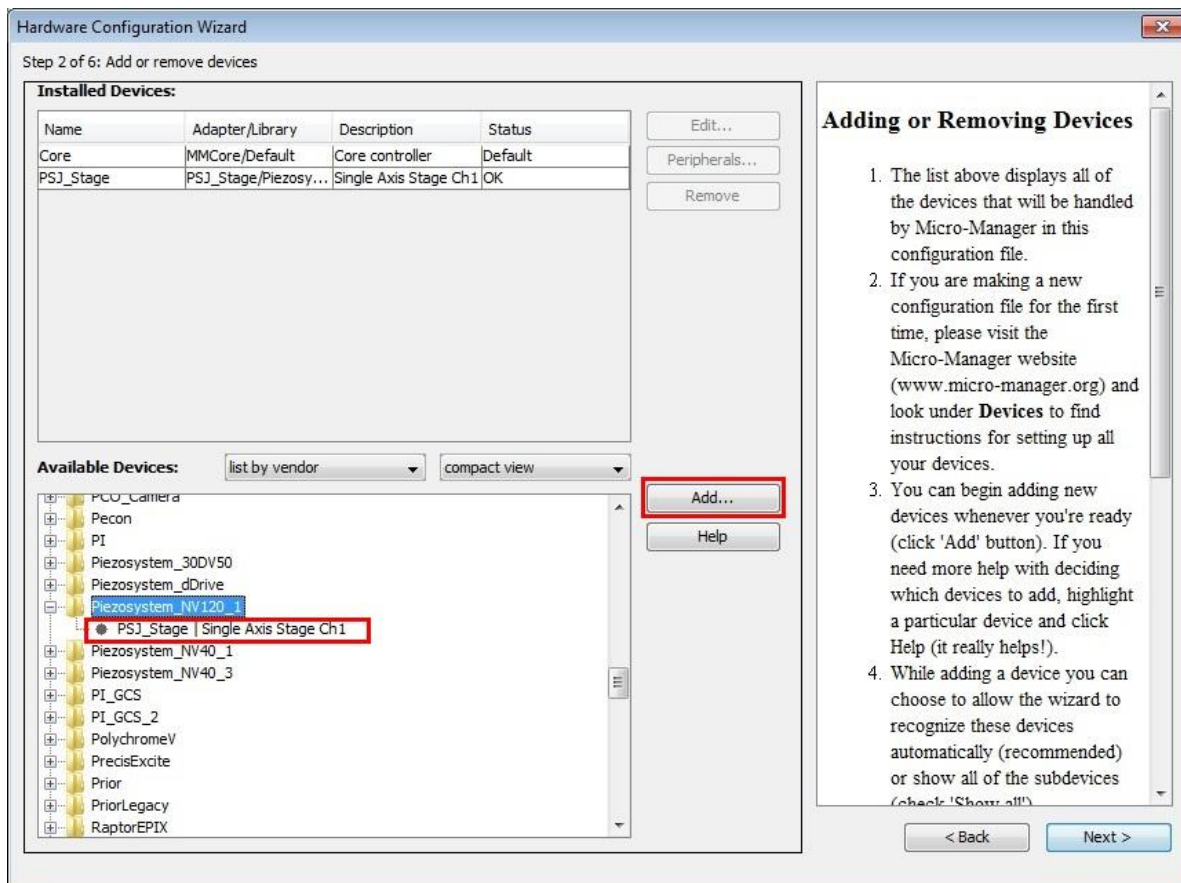 Hardware Configuration Wizard
Step 2 of 6: Add or remove devices
Installed Devices:
Name Adapter/Library Description Status
Core MMCore/Default Core controller Default
PSJ_Stage PSJ_Stage/Piezosy... Single Axis Stage Ch1 OK
Edit...
Peripherals...
Remove
Available Devices: list by vendor compact view
Add...
Help
PCO_Camera
Pecon
PI
Piezosystem_30DV50
Piezosystem_dDrive
Piezosystem_NV120_1
PSJ_Stage | Single Axis Stage Ch1
Piezosystem_NV40_1
Piezosystem_NV40_3
PI_GCS
PI_GCS_2
PolychromeV
PrecisExcite
Prior
PriorLegacy
RaptorEPIX
Adding or Removing Devices
1. The list above displays all of
the devices that will be handled
by Micro-Manager in this
configuration file.
2. If you are making a new
configuration file for the first
time, please visit the
Micro-Manager website
(www.micro-manager.org) and
look under Devices to find
instructions for setting up all
your devices.
3. You can begin adding new
devices whenever you're ready
(click 'Add' button). If you
need more help with deciding
which devices to add, highlight
a particular device and click
Help (it really helps!).
4. While adding a device you can
choose to allow the wizard to
recognize these devices
automatically (recommended)
or show all of the subdevices
(check 'Show all')
< Back
Next >